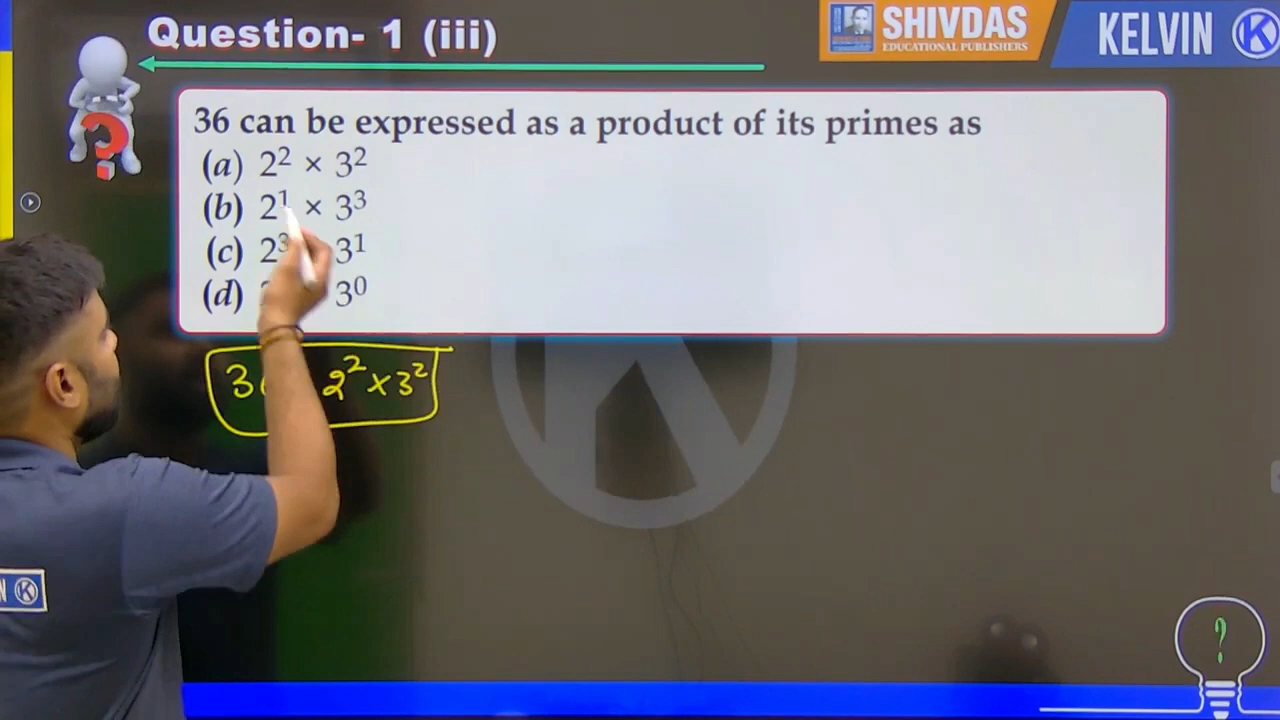 Question- 1 (iii)
SHIVDAS
EDUCATIONAL PUBLISHERS
KELVIN K
36 can be expressed as a product of its primes as
(a) 2² × 3²
(b) 2¹ × 3³
(c) 2³ 3¹
(d) 3⁰
3 2² × 3²
N K
?